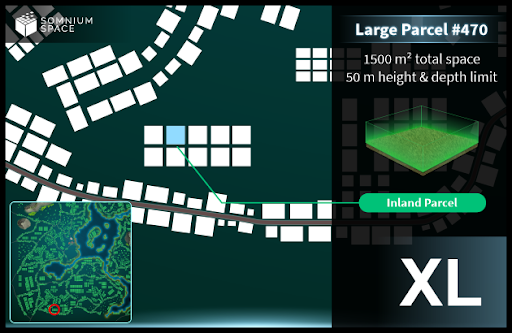 SOMNIUM
SPACE
Large Parcel #470
1500 m² total space
50 m height & depth limit
Inland Parcel
XL